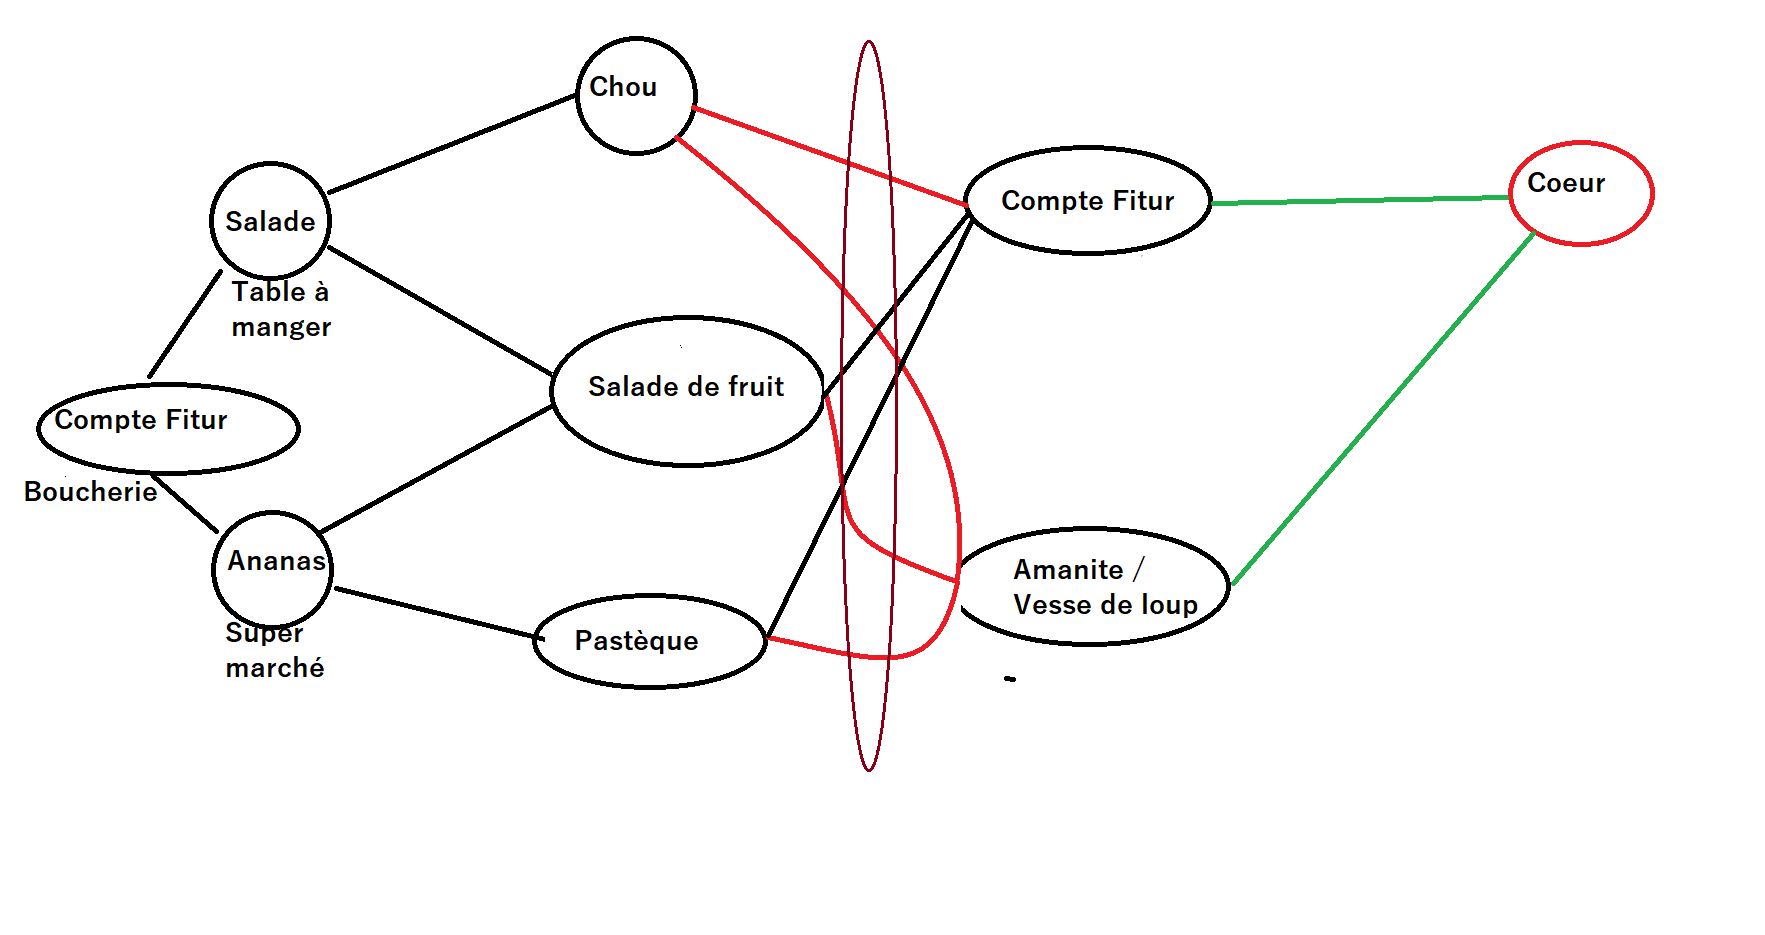 Chou
Coeur
Compte Fitur
Salade
Table à
manger
Salade de fruit
Compte Fitur
Boucherie
Ananas
Super
marché
Amanite /
Vesse de loup
Pastèque